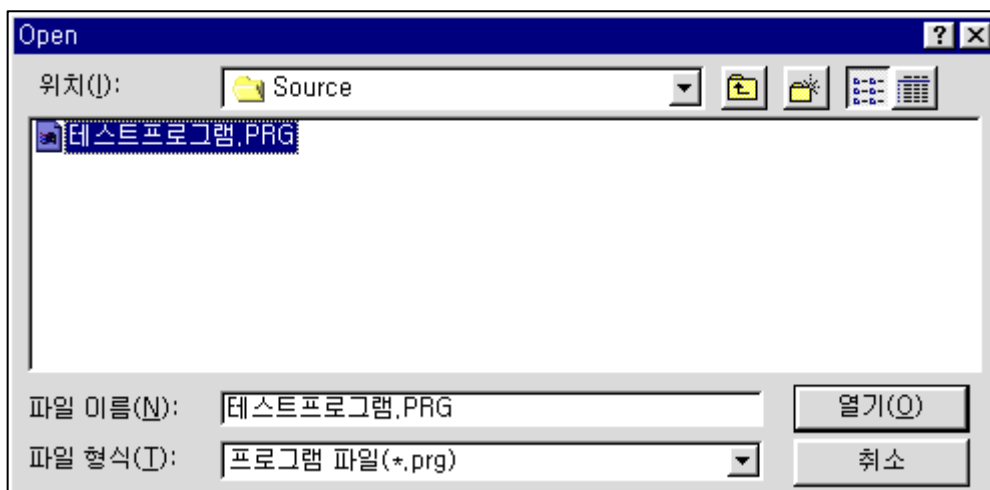 Open
위치(I): Source
테스트프로그램.PRG
파일 이름(N): 테스트프로그램.PRG 열기(O)
파일 형식(T): 프로그램 파일(*.prg) 취소